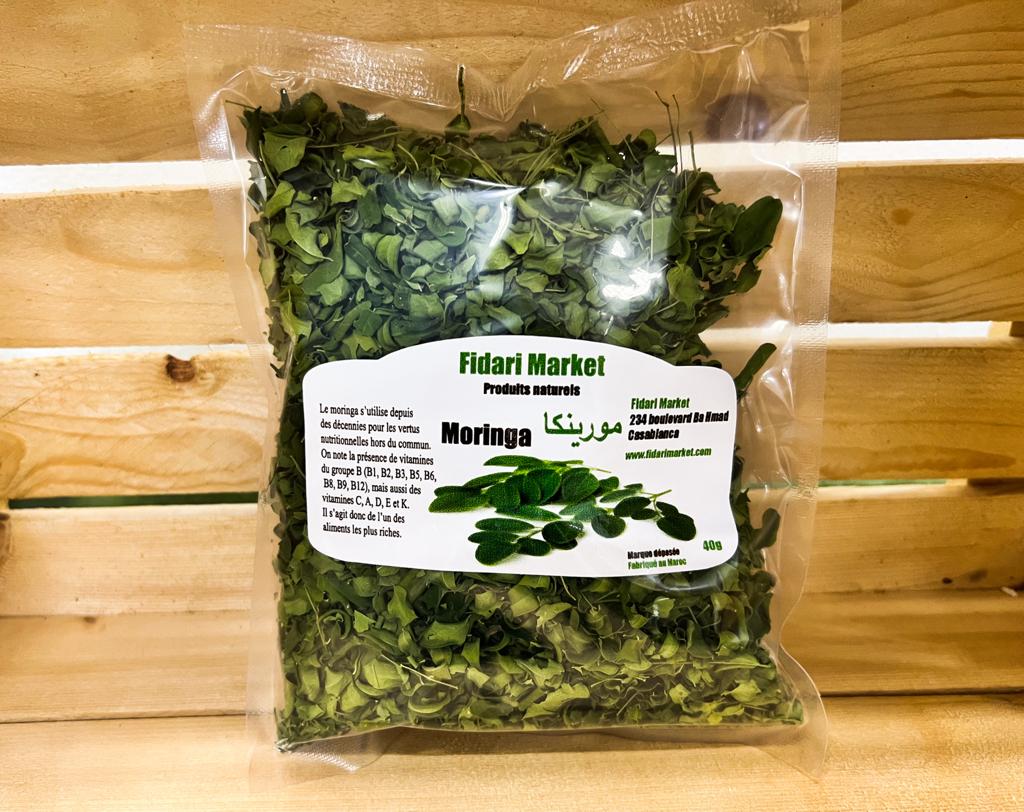 Fidari Market
Produits naturels
Le moringa s'utilise depuis
des décennies pour les vertus
nutritionnelles hors du commun.
On note la présence de vitamines
du groupe B (B1, B2, B3, B5, B6,
B8, B9, B12), mais aussi des
vitamines C, A, D, E et K.
Il s'agit donc de l'un des
aliments les plus riches.
Moringa
مورينكا
Fidari Market
234 boulevard Ba Hmad
Casablanca
www.fidarimarket.com
Marque déposée
Fabriqué au Maroc
40g